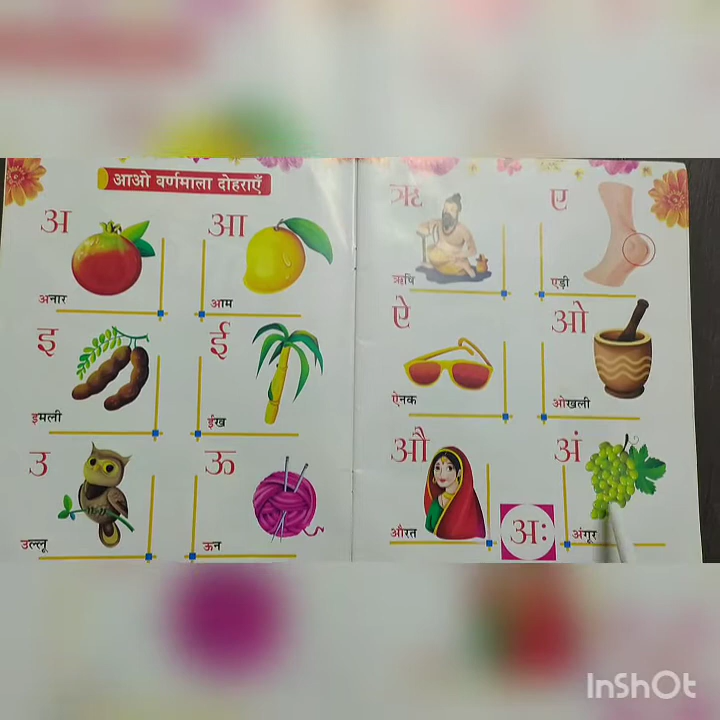 आओ वर्णमाला दोहराएँ
अ
अनार
आ
आम
इ
इमली
ई
ईख
उ
उल्लू
ऊ
ऊन
ऋ
ऋषि
ए
एड़ी
ऐ
ऐनक
ओ
ओखली
औ
औरत
अं
अंगूर
अः
InShOt